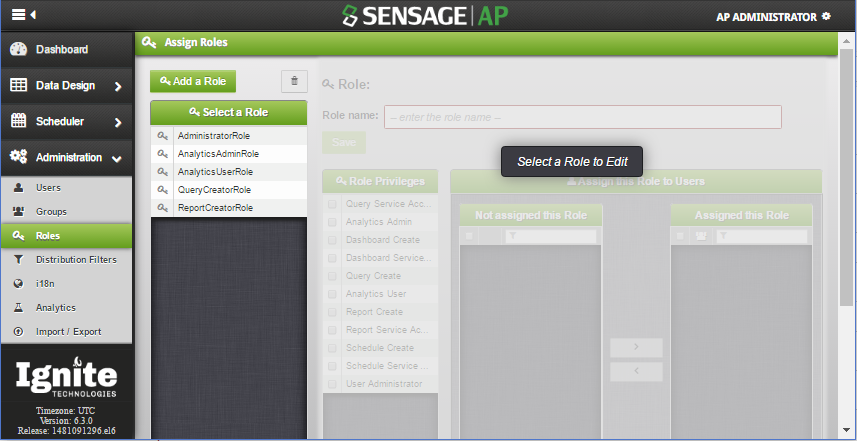 SENSAGE AP
AP ADMINISTRATOR
Dashboard
Data Design
Scheduler
Administration
Users
Groups
Roles
Distribution Filters
i18n
Analytics
Import / Export
Ignite
TECHNOLOGIES
Timezone: UTC
Version: 6.3.0
Release: 1481091296.el6
Assign Roles
Add a Role
Select a Role
AdministratorRole
AnalyticsAdminRole
AnalyticsUserRole
QueryCreatorRole
ReportCreatorRole
Role:
Role name:
-- enter the role name --
Save
Select a Role to Edit
Role Privileges
Query Service Acc...
Analytics Admin
Dashboard Create
Dashboard Service...
Query Create
Analytics User
Report Create
Report Service Ac...
Schedule Create
Schedule Service ...
User Administrator
Assign this Role to Users
Not assigned this Role
Assigned this Role